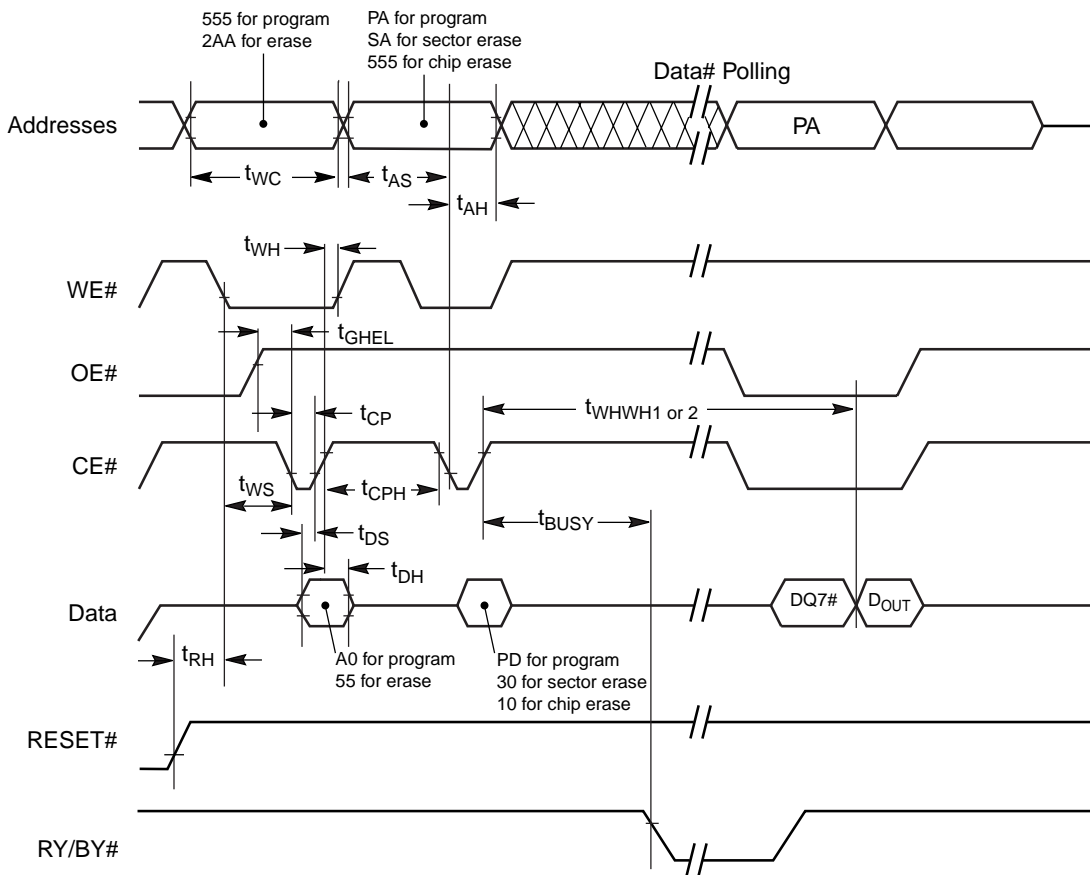 555 for program
2AA for erase
PA for program
SA for sector erase
555 for chip erase
Data# Polling
Addresses
PA
tWC
tAS
tAH
tWH
WE#
tGHEL
OE#
tWHWH1 or 2
tCP
CE#
tWS
tCPH
tBUSY
tDS
tDH
Data
DQ7#
DOUT
tRH
A0 for program
55 for erase
PD for program
30 for sector erase
10 for chip erase
RESET#
RY/BY#